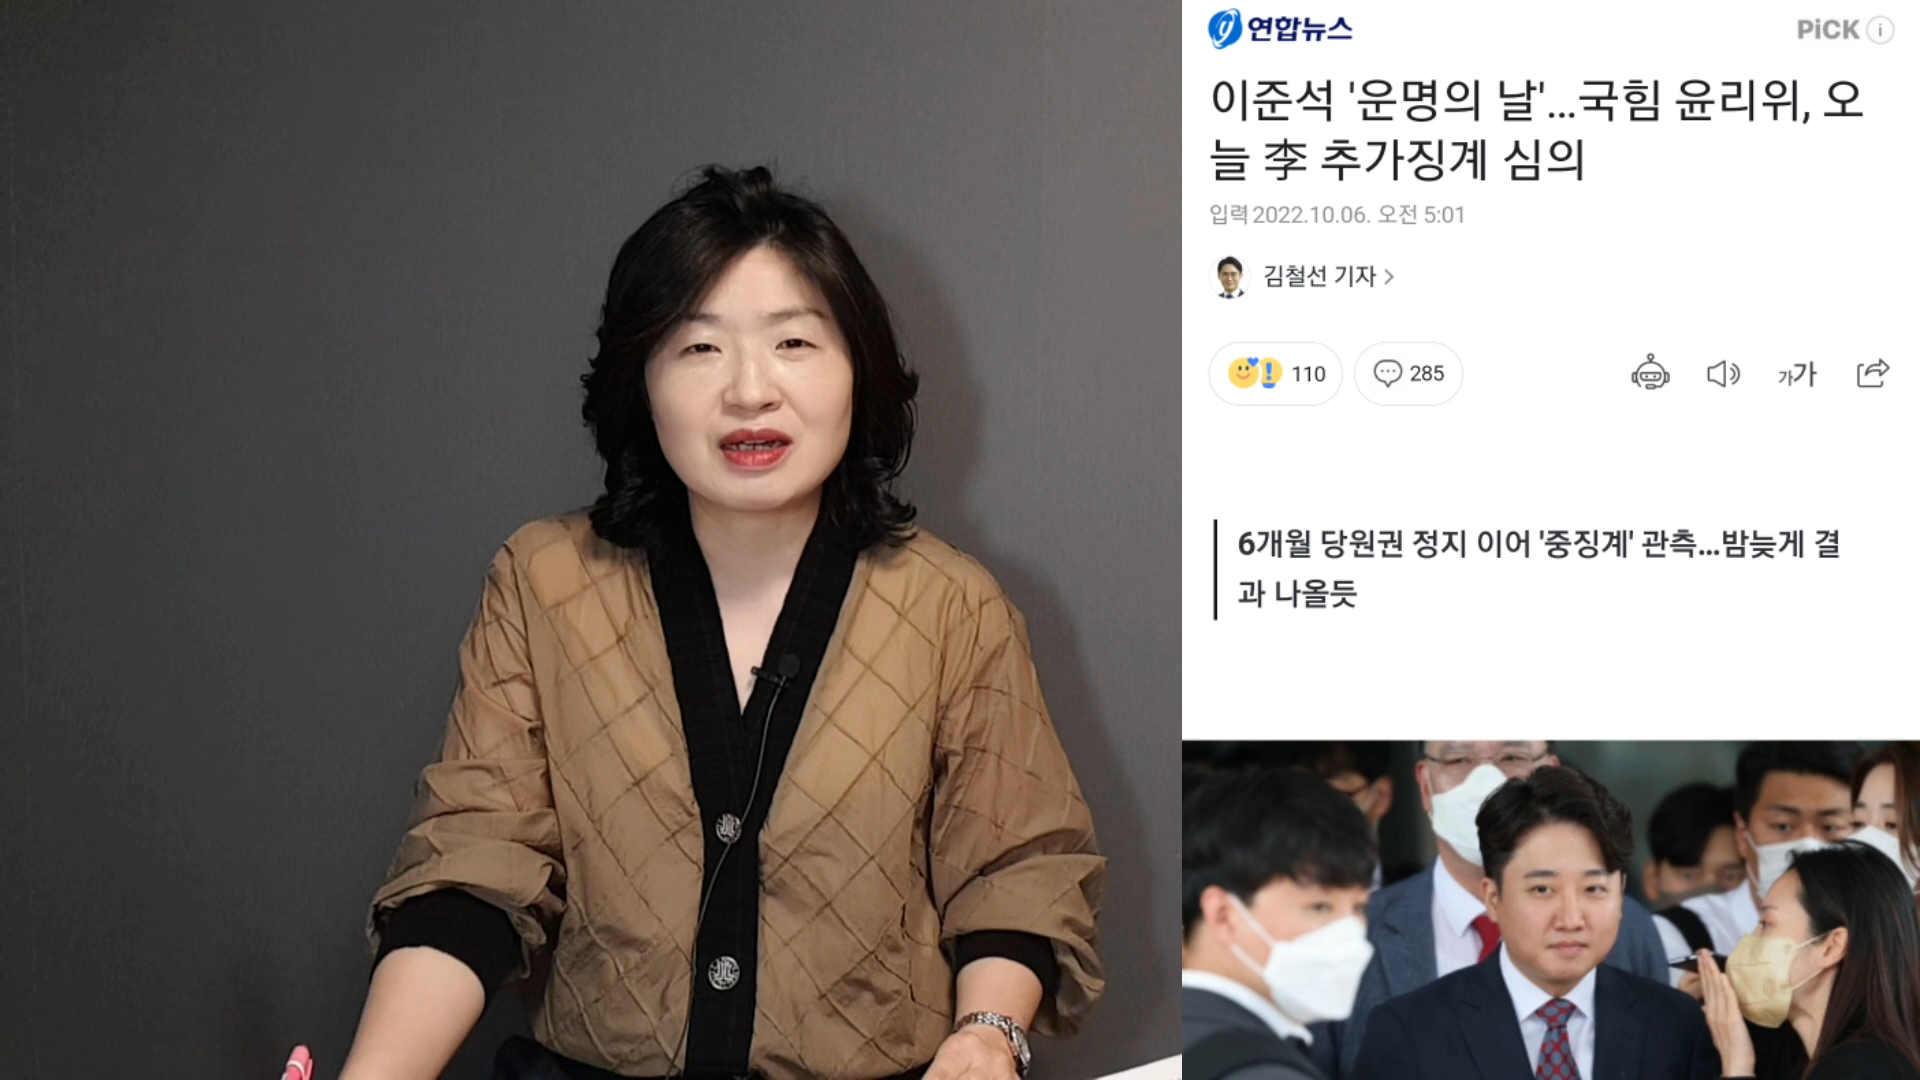 연합뉴스
PiCK
이준석 '운명의 날'…국힘 윤리위, 오
늘 李 추가징계 심의
입력 2022.10.06. 오전 5:01
김철선 기자
110
285
가가
6개월 당원권 정지 이어 '중징계' 관측…밤늦게 결
과 나올듯